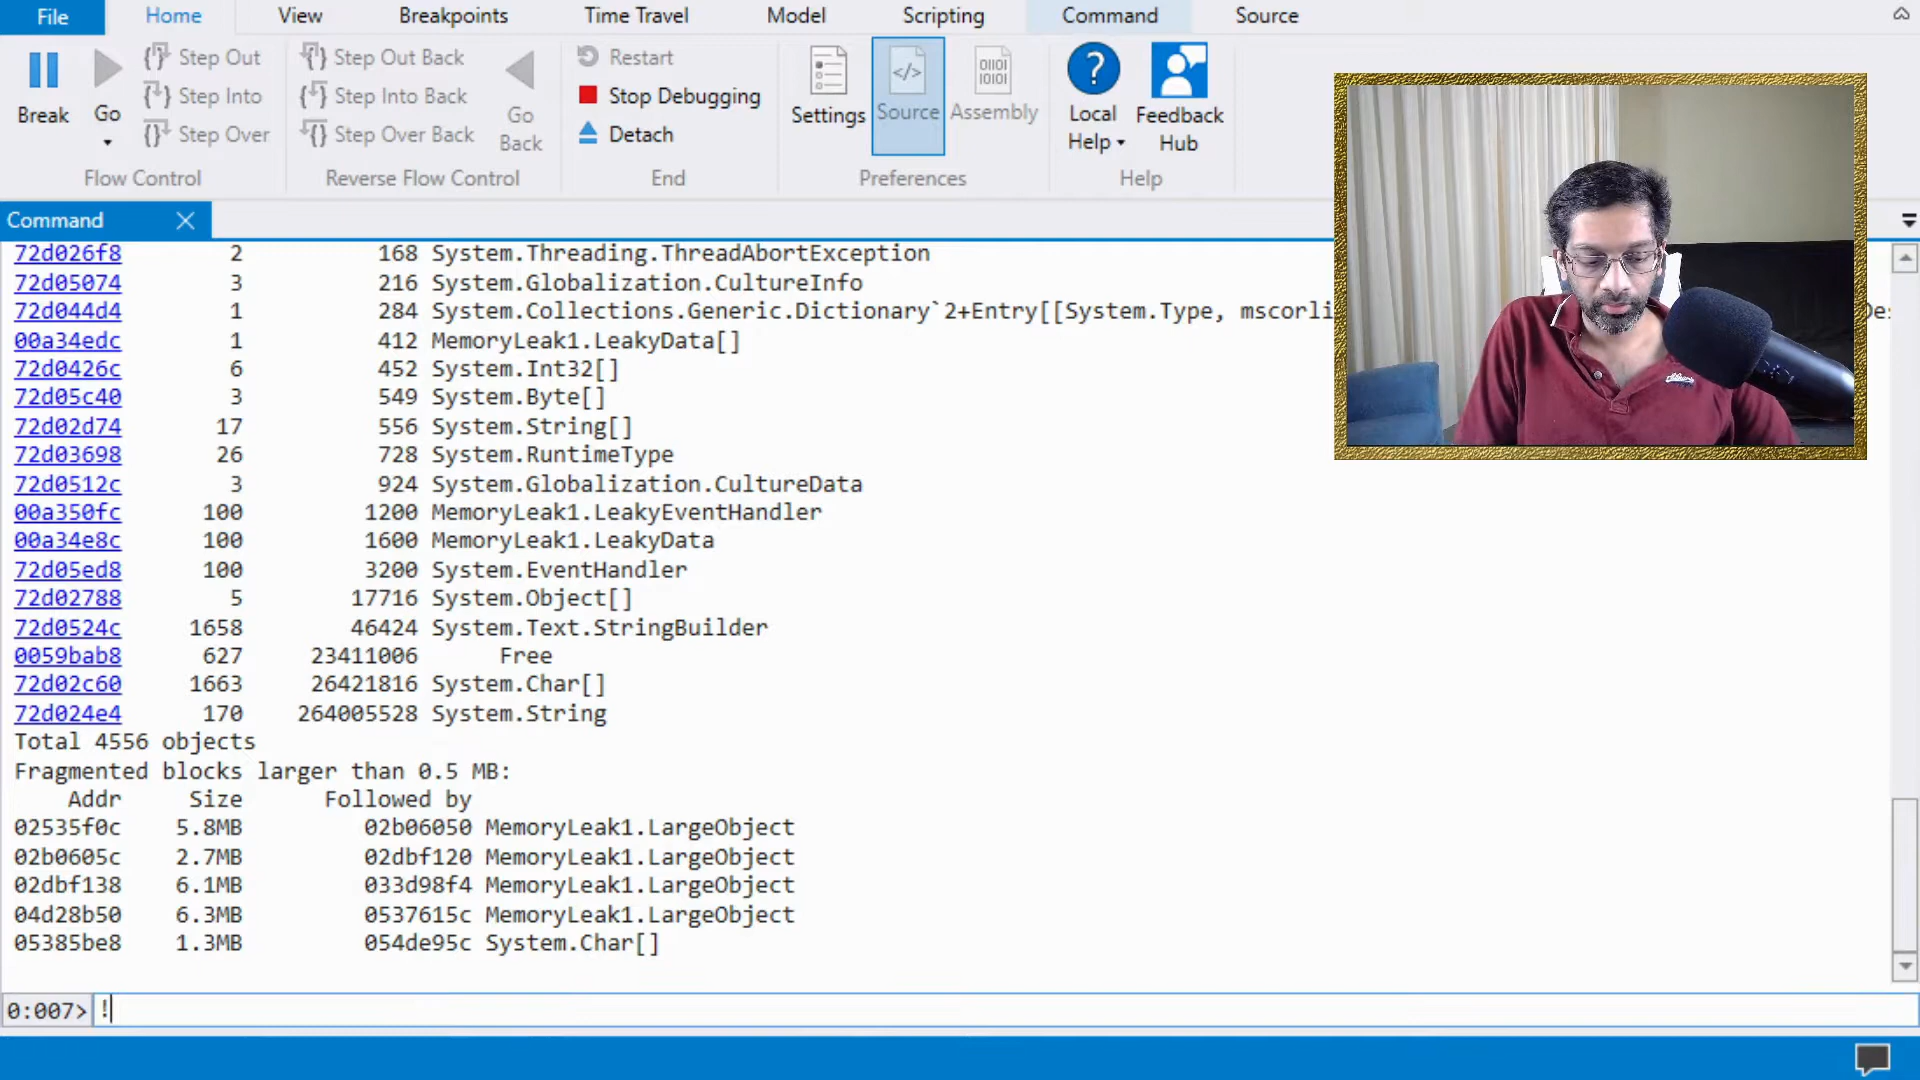 File Home View Breakpoints Time Travel Model Scripting Command Source
Break
Go
Step Out
Step Into
Step Over
Flow Control
Step Out Back
Step Into Back
Step Over Back
Go Back
Reverse Flow Control
Restart
Stop Debugging
Detach
End
Settings
Source
Assembly
Preferences
Local Help
Feedback Hub
Help
Command
72d026f8 2 168 System.Threading.ThreadAbortException
72d05074 3 216 System.Globalization.CultureInfo
72d044d4 1 284 System.Collections.Generic.Dictionary`2+Entry[[System.Type, mscorli
00a34edc 1 412 MemoryLeak1.LeakyData[]
72d0426c 6 452 System.Int32[]
72d05c40 3 549 System.Byte[]
72d02d74 17 556 System.String[]
72d03698 26 728 System.RuntimeType
72d0512c 3 924 System.Globalization.CultureData
00a350fc 100 1200 MemoryLeak1.LeakyEventHandler
00a34e8c 100 1600 MemoryLeak1.LeakyData
72d05ed8 100 3200 System.EventHandler
72d02788 5 17716 System.Object[]
72d0524c 1658 46424 System.Text.StringBuilder
0059bab8 627 23411006 Free
72d02c60 1663 26421816 System.Char[]
72d024e4 170 264005528 System.String
Total 4556 objects
Fragmented blocks larger than 0.5 MB:
Addr Size Followed by
02535f0c 5.8MB 02b06050 MemoryLeak1.LargeObject
02b0605c 2.7MB 02dbf120 MemoryLeak1.LargeObject
02dbf138 6.1MB 033d98f4 MemoryLeak1.LargeObject
04d28b50 6.3MB 0537615c MemoryLeak1.LargeObject
05385be8 1.3MB 054de95c System.Char[]
0:007> !